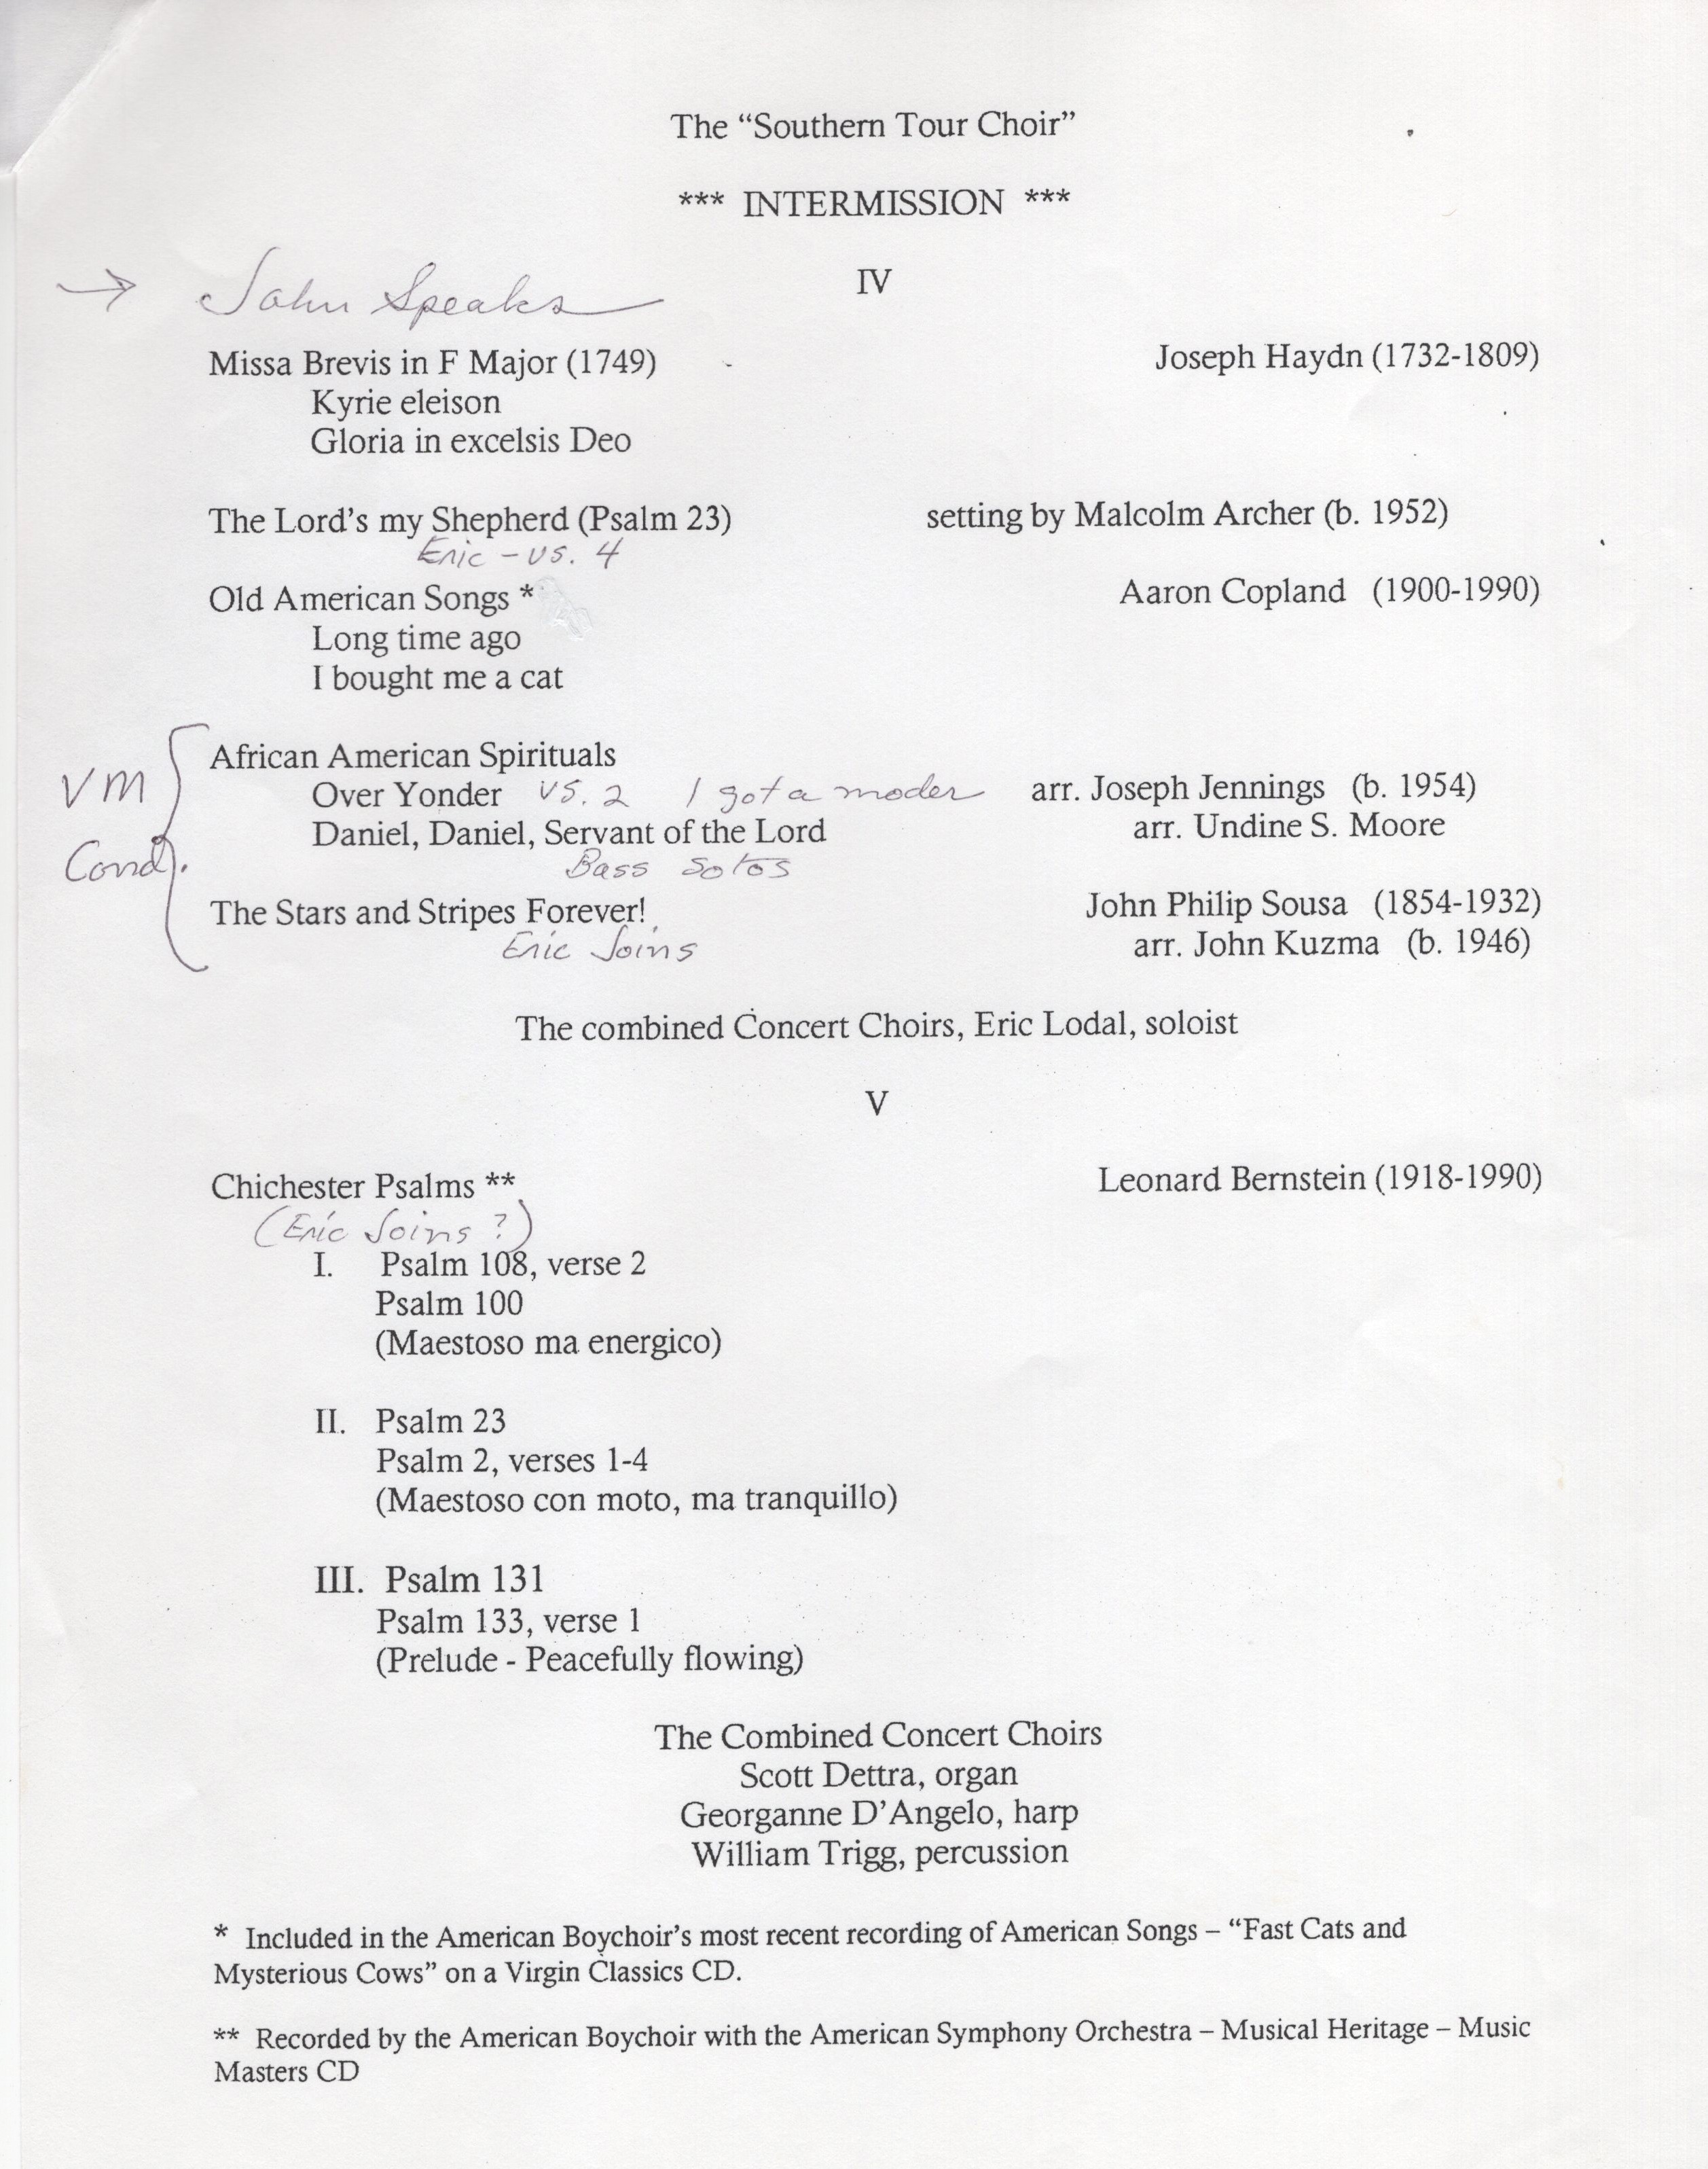 The “Southern Tour Choir”
*** INTERMISSION ***
IV
→ John Speaks
Missa Brevis in F Major (1749) Joseph Haydn (1732-1809)
Kyrie eleison
Gloria in excelsis Deo
The Lord's my Shepherd (Psalm 23) setting by Malcolm Archer (b. 1952)
Eric - vs. 4
Old American Songs * Aaron Copland (1900-1990)
Long time ago
I bought me a cat
VM Cond.
African American Spirituals
Over Yonder vs. 2 I got a moder arr. Joseph Jennings (b. 1954)
Daniel, Daniel, Servant of the Lord arr. Undine S. Moore
Bass solos
The Stars and Stripes Forever! John Philip Sousa (1854-1932)
Eric Joins arr. John Kuzma (b. 1946)
The combined Concert Choirs, Eric Lodal, soloist
V
Chichester Psalms ** Leonard Bernstein (1918-1990)
(Eric Joins ?)
I. Psalm 108, verse 2
Psalm 100
(Maestoso ma energico)
II. Psalm 23
Psalm 2, verses 1-4
(Maestoso con moto, ma tranquillo)
III. Psalm 131
Psalm 133, verse 1
(Prelude - Peacefully flowing)
The Combined Concert Choirs
Scott Dettra, organ
Georganne D'Angelo, harp
William Trigg, percussion
* Included in the American Boychoir's most recent recording of American Songs – “Fast Cats and
Mysterious Cows” on a Virgin Classics CD.
** Recorded by the American Boychoir with the American Symphony Orchestra – Musical Heritage – Music
Masters CD